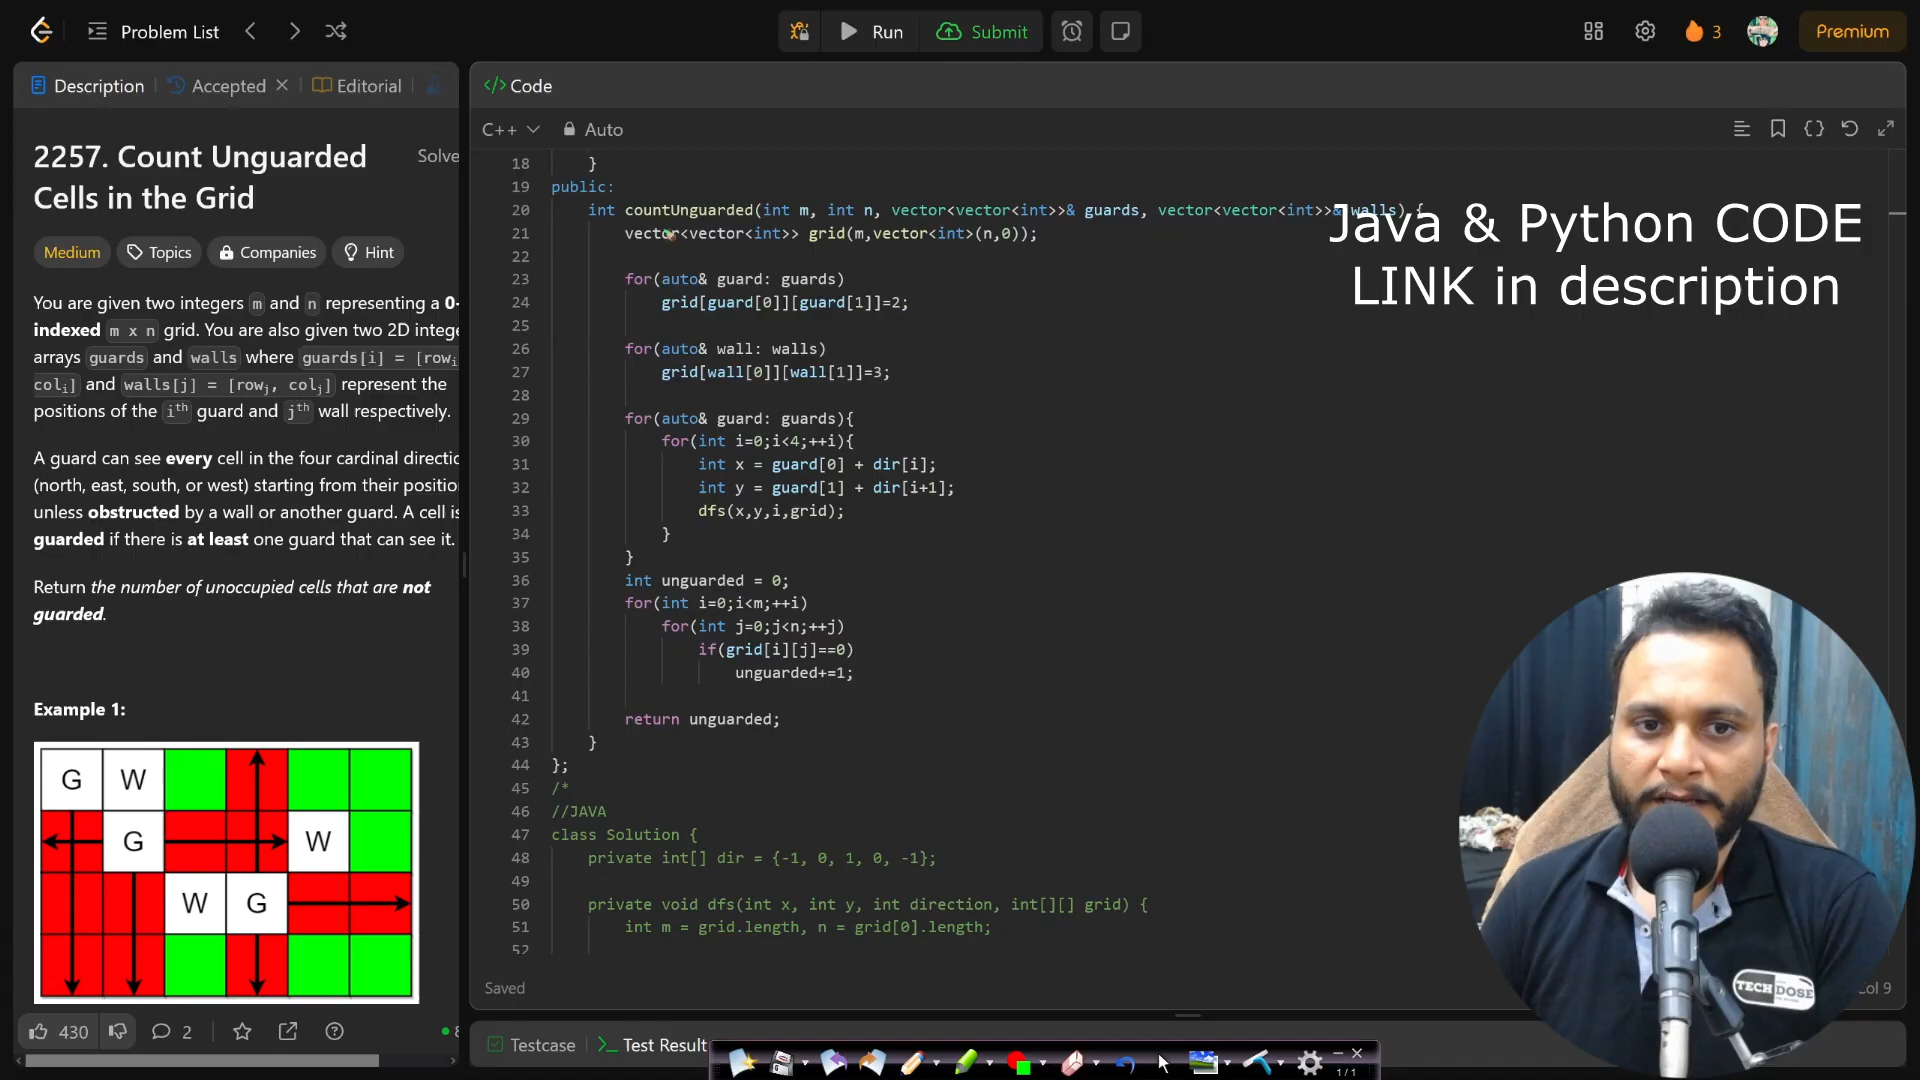 Problem List
Run
Submit
3
Premium
Description
Accepted
Editorial
2257. Count Unguarded
Cells in the Grid
Solve
Medium
Topics
Companies
Hint
You are given two integers m and n representing a 0-
indexed m x n grid. You are also given two 2D intege
arrays guards and walls where guards[i] = [rowi
coli] and walls[j] = [rowj, colj] represent the
positions of the ith guard and jth wall respectively.
A guard can see every cell in the four cardinal directio
(north, east, south, or west) starting from their positio
unless obstructed by a wall or another guard. A cell is
guarded if there is at least one guard that can see it.
Return the number of unoccupied cells that are not
guarded.
Example 1:
G W
G W
W G
430
2
Code
C++
Auto
18 }
19 public:
20 int countUnguarded(int m, int n, vector<vector<int>>& guards, vector<vector<int>>& walls) {
21 vector<vector<int>> grid(m,vector<int>(n,0));
22
23 for(auto& guard: guards)
24 grid[guard[0]][guard[1]]=2;
25
26 for(auto& wall: walls)
27 grid[wall[0]][wall[1]]=3;
28
29 for(auto& guard: guards){
30 for(int i=0;i<4;++i){
31 int x = guard[0] + dir[i];
32 int y = guard[1] + dir[i+1];
33 dfs(x,y,i,grid);
34 }
35 }
36 int unguarded = 0;
37 for(int i=0;i<m;++i)
38 for(int j=0;j<n;++j)
39 if(grid[i][j]==0)
40 unguarded+=1;
41
42 return unguarded;
43 }
44 };
45 /*
46 //JAVA
47 class Solution {
48 private int[] dir = {-1, 0, 1, 0, -1};
49
50 private void dfs(int x, int y, int direction, int[][] grid) {
51 int m = grid.length, n = grid[0].length;
52
Java & Python CODE
LINK in description
Saved
Col 9
TECH DOSE
Testcase
Test Result
1/1